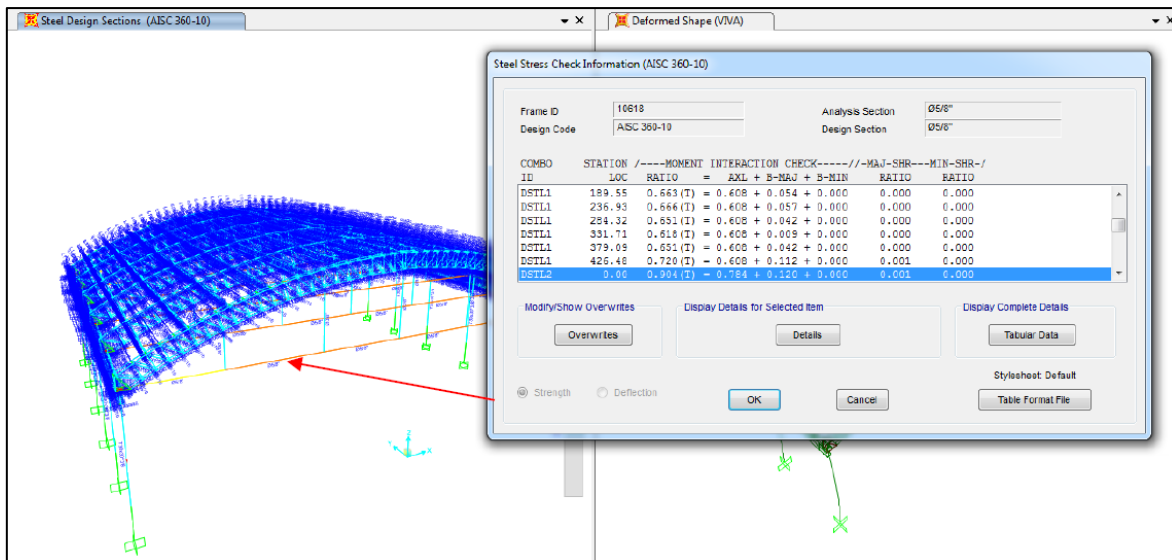 Steel Design Sections (AISC 360-10)
Deformed Shape (VIVA)
Steel Stress Check Information (AISC 360-10)
Frame ID 10618 Analysis Section Ø5/8"
Design Code AISC 360-10 Design Section Ø5/8"
COMBO STATION /----MOMENT INTERACTION CHECK-----//-MAJ-SHR---MIN-SHR-/
ID LOC RATIO = AXL + B-MAJ + B-MIN RATIO RATIO
DSTL1 189.55 0.663(T) = 0.608 + 0.054 + 0.000 0.000 0.000
DSTL1 236.93 0.666(T) = 0.608 + 0.057 + 0.000 0.000 0.000
DSTL1 284.32 0.651(T) = 0.608 + 0.042 + 0.000 0.000 0.000
DSTL1 331.71 0.618(T) = 0.608 + 0.009 + 0.000 0.000 0.000
DSTL1 379.09 0.651(T) = 0.608 + 0.042 + 0.000 0.000 0.000
DSTL1 426.48 0.720(T) = 0.608 + 0.112 + 0.000 0.001 0.000
DSTL2 0.00 0.904(T) = 0.784 + 0.120 + 0.000 0.001 0.000
Modify/Show Overwrites Display Details for Selected Item Display Complete Details
Overwrites Details Tabular Data
Stylesheet: Default
Strength Deflection OK Cancel Table Format File